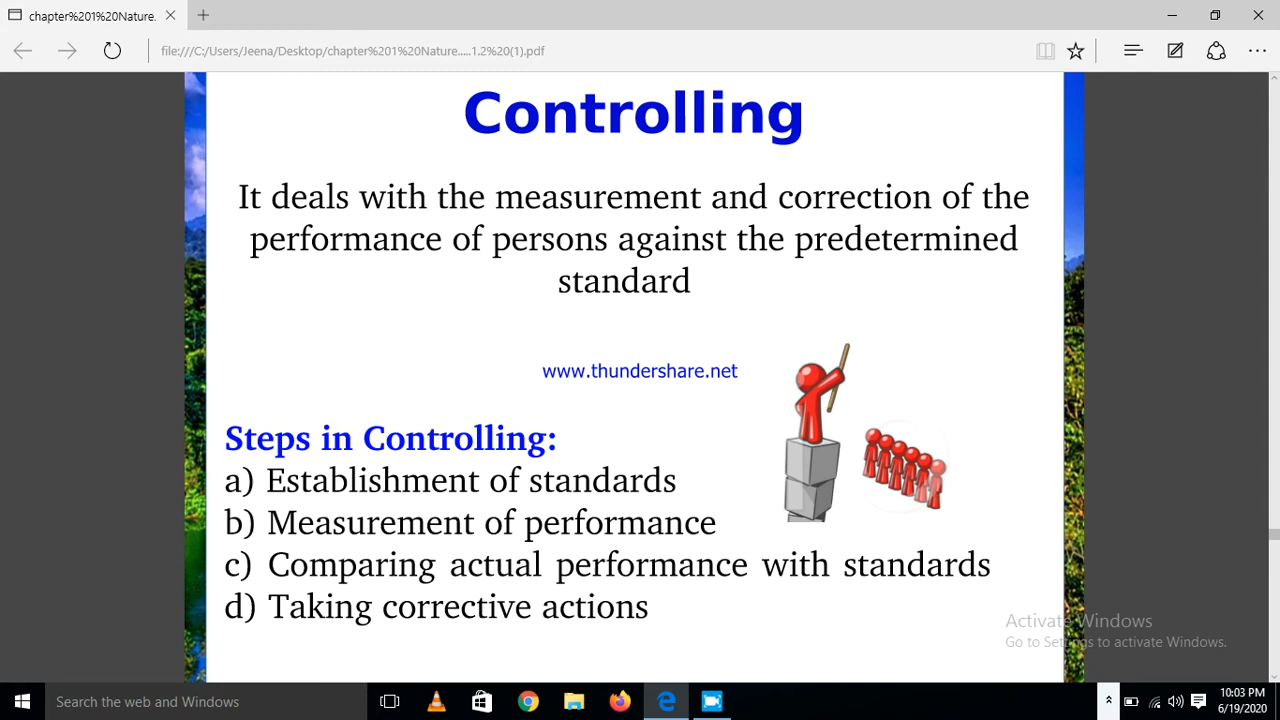 chapter%201%20Nature.
file:///C:/Users/Jeena/Desktop/chapter%201%20Nature.....1.2%20(1).pdf
Controlling
It deals with the measurement and correction of the
performance of persons against the predetermined
standard
www.thundershare.net
Steps in Controlling:
a) Establishment of standards
b) Measurement of performance
c) Comparing actual performance with standards
d) Taking corrective actions
Activate Windows
Go to Settings to activate Windows.
Search the web and Windows
10:03 PM
6/19/2020